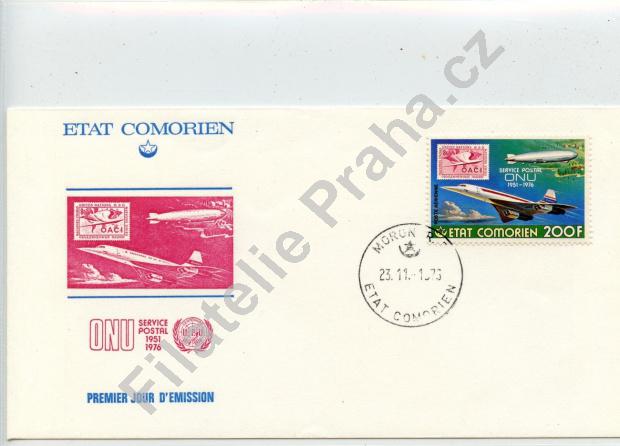 ETAT COMORIEN
OACI
ONU
SERVICE
POSTAL
1951
1976
PREMIER JOUR D'EMISSION
SERVICE POSTAL
ONU
1951-1976
ETAT COMORIEN 200F
MORONI
23.11.-1976
ETAT COMORIEN
Filatelie Praha.cz